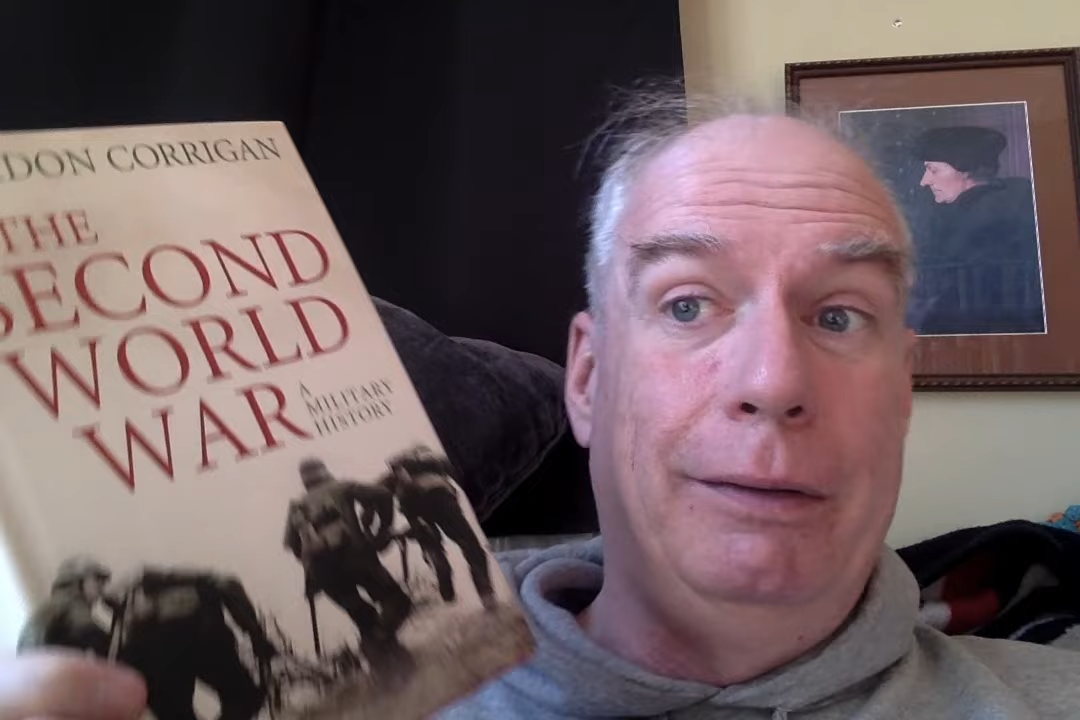 DON CORRIGAN
THE
SECOND
WORLD
WAR
A
MILITARY
HISTORY